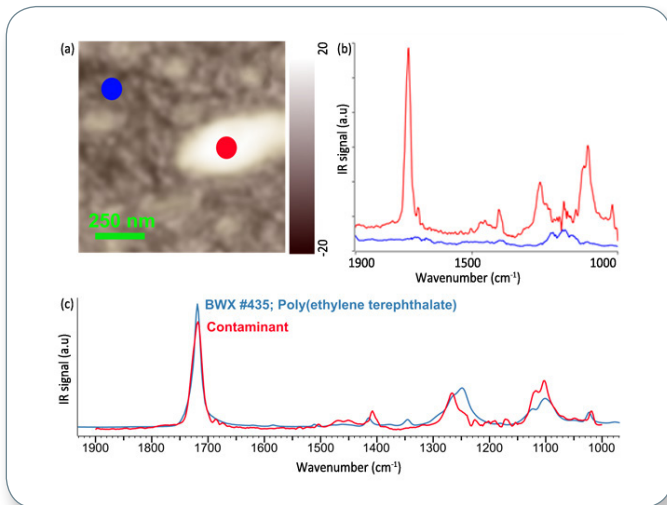 (a)
250 nm
20
-20
(b)
20
IR signal (a.u)
1900
1500
1000
Wavenumber (cm⁻¹)
(c)
BWX #435; Poly(ethylene terephthalate)
Contaminant
IR signal (a.u)
1900 1800 1700 1600 1500 1400 1300 1200 1100 1000
Wavenumber (cm⁻¹)